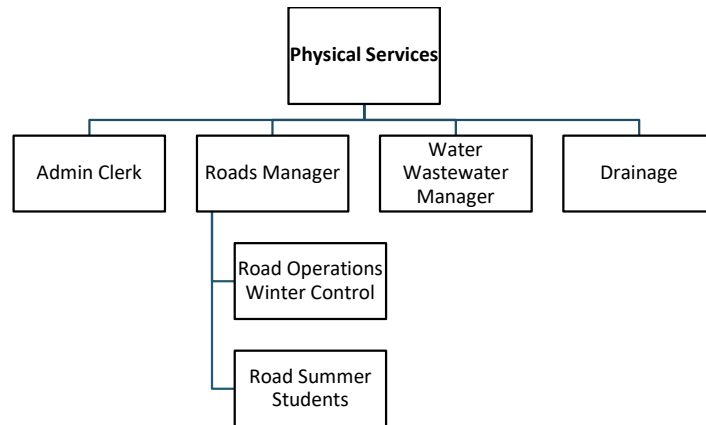 Physical Services
Admin Clerk
Roads Manager
Water
Wastewater
Manager
Drainage
Road Operations
Winter Control
Road Summer
Students